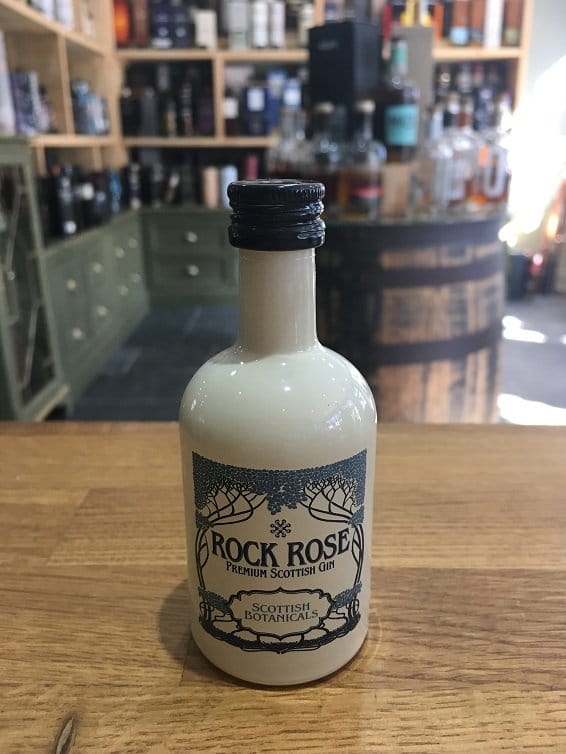 ROCK ROSE
PREMIUM SCOTTISH GIN
SCOTTISH
BOTANICALS